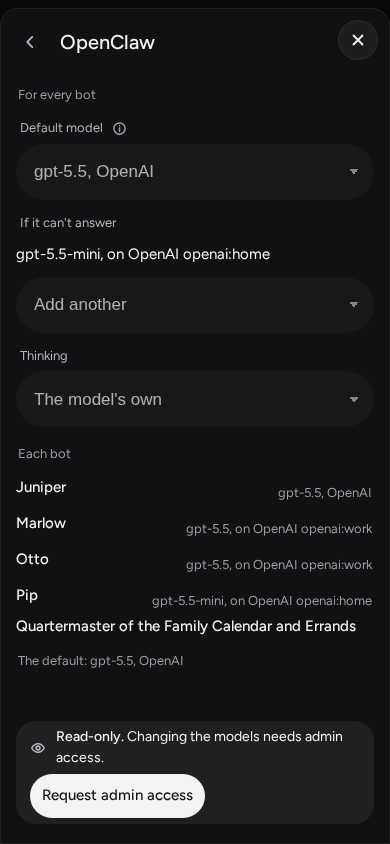 OpenClaw
For every bot
Default model
gpt-5.5, OpenAI
If it can't answer
gpt-5.5-mini, on OpenAI openai:home
Add another
Thinking
The model's own
Each bot
Juniper
gpt-5.5, OpenAI
Marlow
gpt-5.5, on OpenAI openai:work
Otto
gpt-5.5, on OpenAI openai:work
Pip
gpt-5.5-mini, on OpenAI openai:home
Quartermaster of the Family Calendar and Errands
The default: gpt-5.5, OpenAI
Read-only. Changing the models needs admin
access.
Request admin access